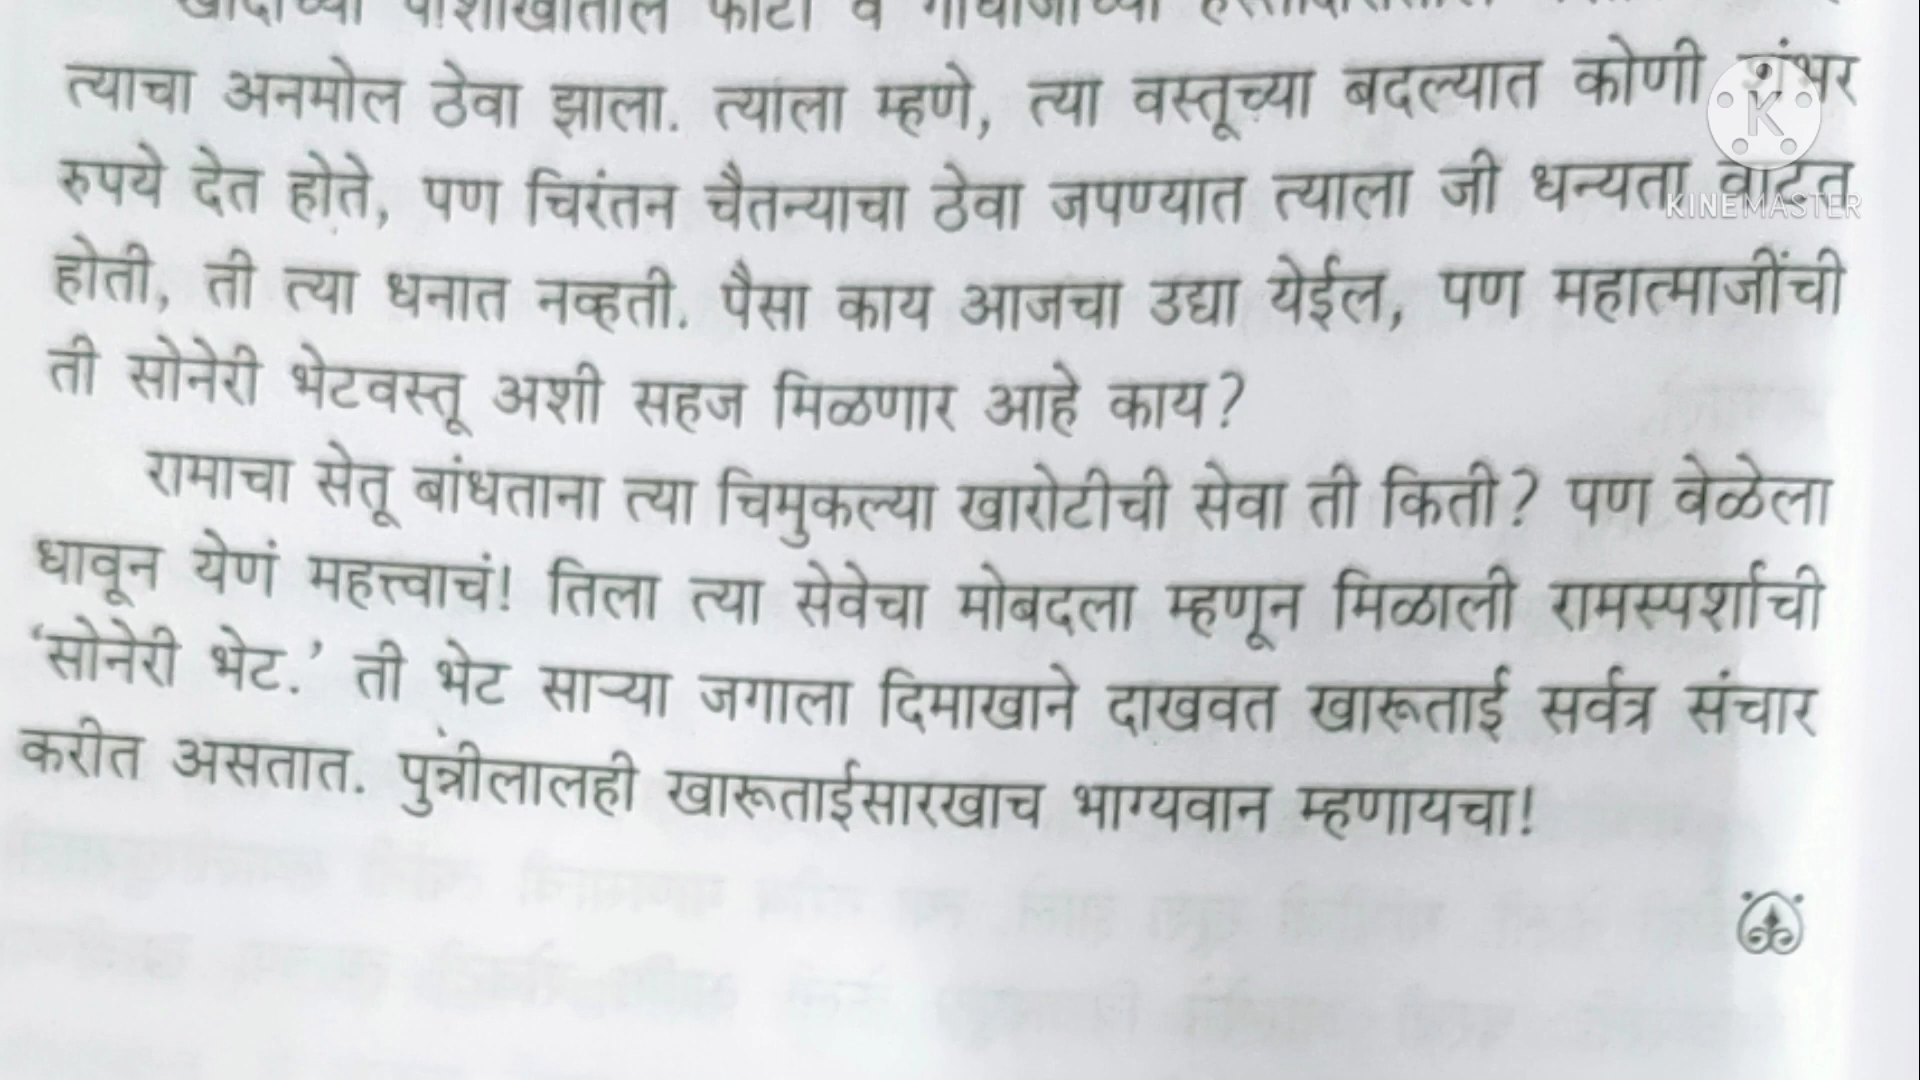 खादीच्या पोशाखातील फोटो व गांधीजींच्या
त्याचा अनमोल ठेवा झाला. त्याला म्हणे, त्या वस्तूच्या बदल्यात कोणी शंभर
रुपये देत होते, पण चिरंतन चैतन्याचा ठेवा जपण्यात त्याला जी धन्यता वाटत
होती, ती त्या धनात नव्हती. पैसा काय आजचा उद्या येईल, पण महात्माजींची
ती सोनेरी भेटवस्तू अशी सहज मिळणार आहे काय?
रामाचा सेतू बांधताना त्या चिमुकल्या खारोटीची सेवा ती किती? पण वेळेला
धावून येणं महत्त्वाचं! तिला त्या सेवेचा मोबदला म्हणून मिळाली रामस्पर्शाची
‘सोनेरी भेट.’ ती भेट साऱ्या जगाला दिमाखाने दाखवत खारूताई सर्वत्र संचार
करीत असतात. पुत्रीलालही खारूताईसारखाच भाग्यवान म्हणायचा!
K
KINEMASTER